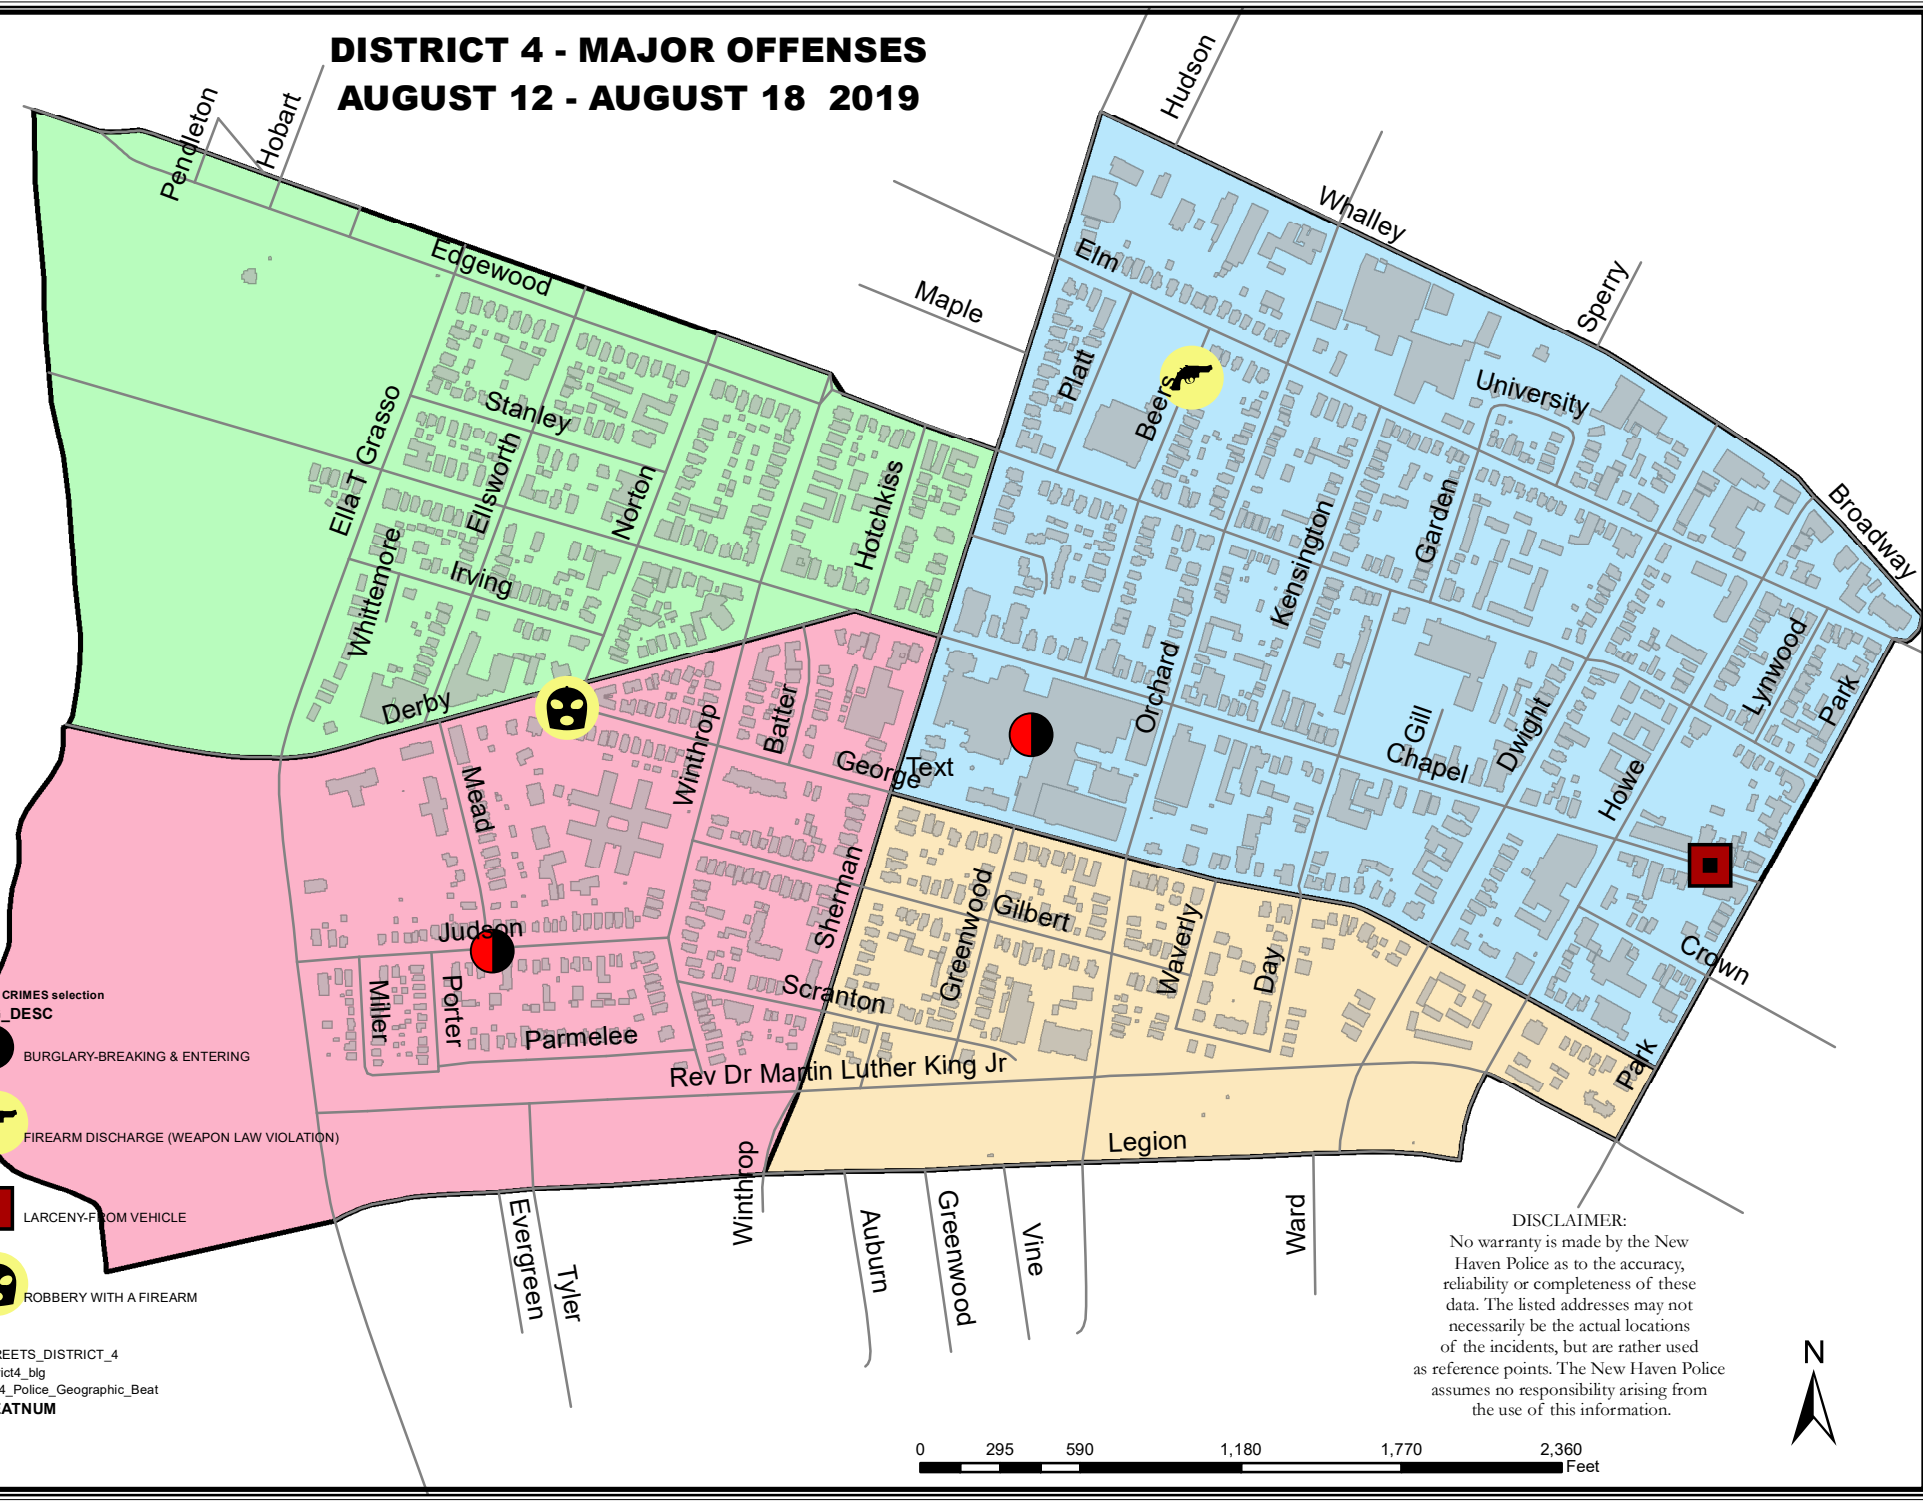 DISTRICT 4 - MAJOR OFFENSES
AUGUST 12 - AUGUST 18 2019
Pendleton
Hobart
Hudson
Whalley
Sperry
Edgewood
Elm
Maple
Platt
Beers
University
Broadway
Stanley
Ella T Grasso
Ellsworth
Norton
Hotchkiss
Kensington
Garden
Whittemore
Irving
Derby
Orchard
Lynwood
Park
Gill
Chapel
Dwight
Howe
Mead
Winthrop
Batter
George
Text
Sherman
Judson
Greenwood
Gilbert
Waverly
Day
Crown
Miller
Porter
Scranton
Parmelee
Rev Dr Martin Luther King Jr
Park
Legion
Winthrop
Evergreen
Tyler
Auburn
Greenwood
Vine
Ward
CRIMES selection
_DESC
BURGLARY-BREAKING & ENTERING
FIREARM DISCHARGE (WEAPON LAW VIOLATION)
LARCENY-FROM VEHICLE
ROBBERY WITH A FIREARM
REETS_DISTRICT_4
rict4_blg
4_Police_Geographic_Beat
EATNUM
DISCLAIMER:
No warranty is made by the New
Haven Police as to the accuracy,
reliability or completeness of these
data. The listed addresses may not
necessarily be the actual locations
of the incidents, but are rather used
as reference points. The New Haven Police
assumes no responsibility arising from
the use of this information.
N
0 295 590 1,180 1,770 2,360
Feet